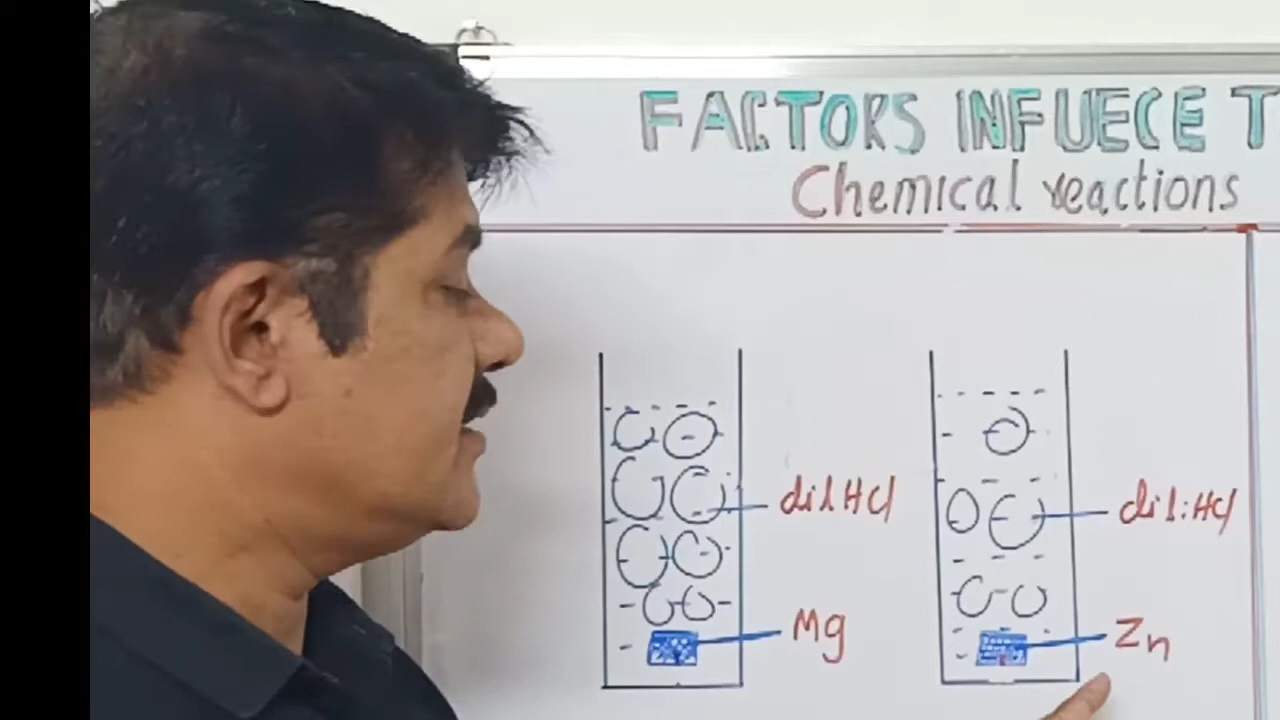 FACTORS INFUECE T
Chemical reactions
dil HCl
dil:HCl
Mg
Zn